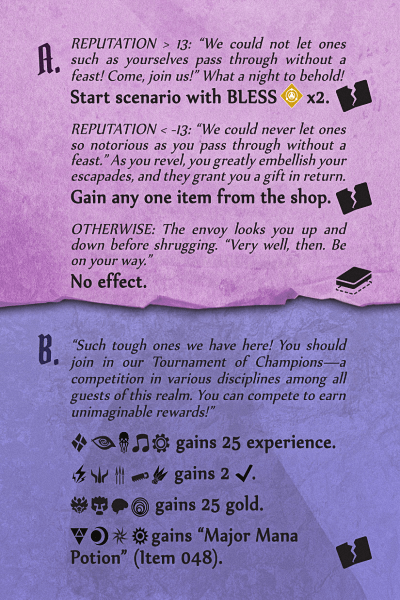 A.
REPUTATION > 13: “We could not let ones
such as yourselves pass through without a
feast! Come, join us!” What a night to behold!
Start scenario with BLESS x2.
REPUTATION < -13: “We could never let ones
so notorious as you pass through without a
feast.” As you revel, you greatly embellish your
escapades, and they grant you a gift in return.
Gain any one item from the shop.
OTHERWISE: The envoy looks you up and
down before shrugging. “Very well, then. Be
on your way.”
No effect.
B.
“Such tough ones we have here! You should
join in our Tournament of Champions—a
competition in various disciplines among all
guests of this realm. You can compete to earn
unimaginable rewards!”
gains 25 experience.
gains 2 ✔.
gains 25 gold.
gains “Major Mana
Potion” (Item 048).